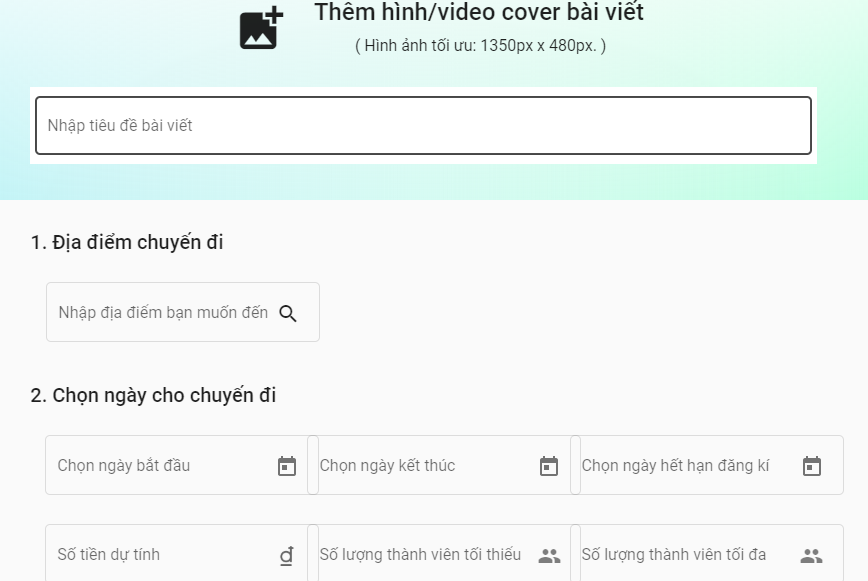 Thêm hình/video cover bài viết
( Hình ảnh tối ưu: 1350px x 480px. )
Nhập tiêu đề bài viết
1. Địa điểm chuyến đi
Nhập địa điếm bạn muốn đến
2. Chọn ngày cho chuyến đi
Chọn ngày bắt đầu Chọn ngày kết thúc Chọn ngày hết hạn đăng kí
Số tiền dự tính đ Số lượng thành viên tối thiếu Số lượng thành viên tối đa